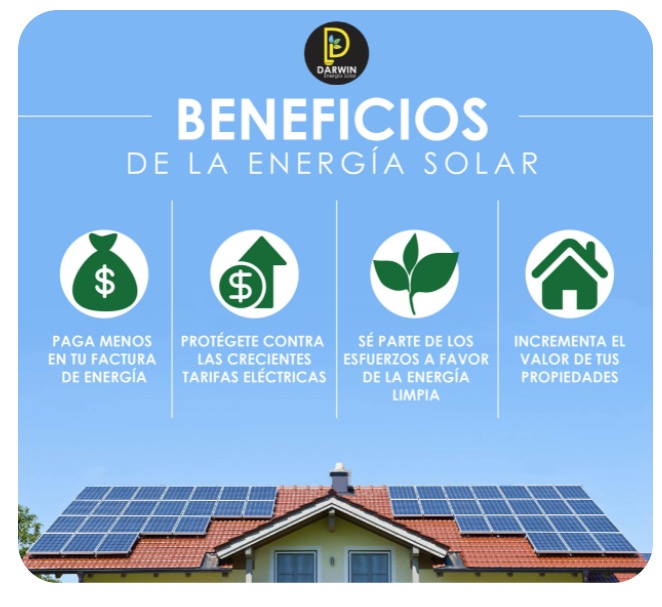 DARWIN
Energía Solar
BENEFICIOS
DE LA ENERGÍA SOLAR
$
PAGA MENOS
EN TU FACTURA
DE ENERGÍA
$
PROTÉGETE CONTRA
LAS CRECIENTES
TARIFAS ELÉCTRICAS
SÉ PARTE DE LOS
ESFUERZOS A FAVOR
DE LA ENERGÍA
LIMPIA
INCREMENTA EL
VALOR DE TUS
PROPIEDADES